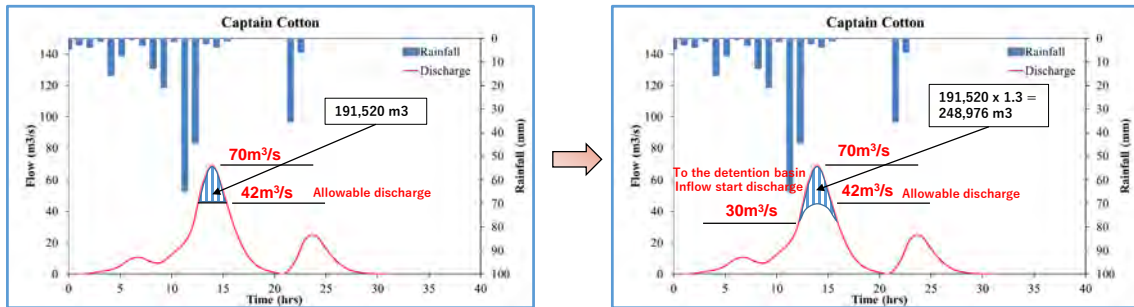 Captain Cotton
160
140
120
100
80
60
40
20
0
Flow (m3/s)
0
10
20
30
40
50
60
70
80
90
100
Rainfall (mm)
Rainfall
Discharge
191,520 m3
70m³/s
42m³/s
Allowable discharge
0
5
10
15
20
25
30
35
40
Time (hrs)
Captain Cotton
160
140
120
100
80
60
40
20
0
Flow (m3/s)
0
10
20
30
40
50
60
70
80
90
100
Rainfall (mm)
Rainfall
Discharge
191,520 x 1.3 =
248,976 m3
70m³/s
To the detention basin
Inflow start discharge
42m³/s
Allowable discharge
30m³/s
0
5
10
15
20
25
30
35
40
Time (hrs)